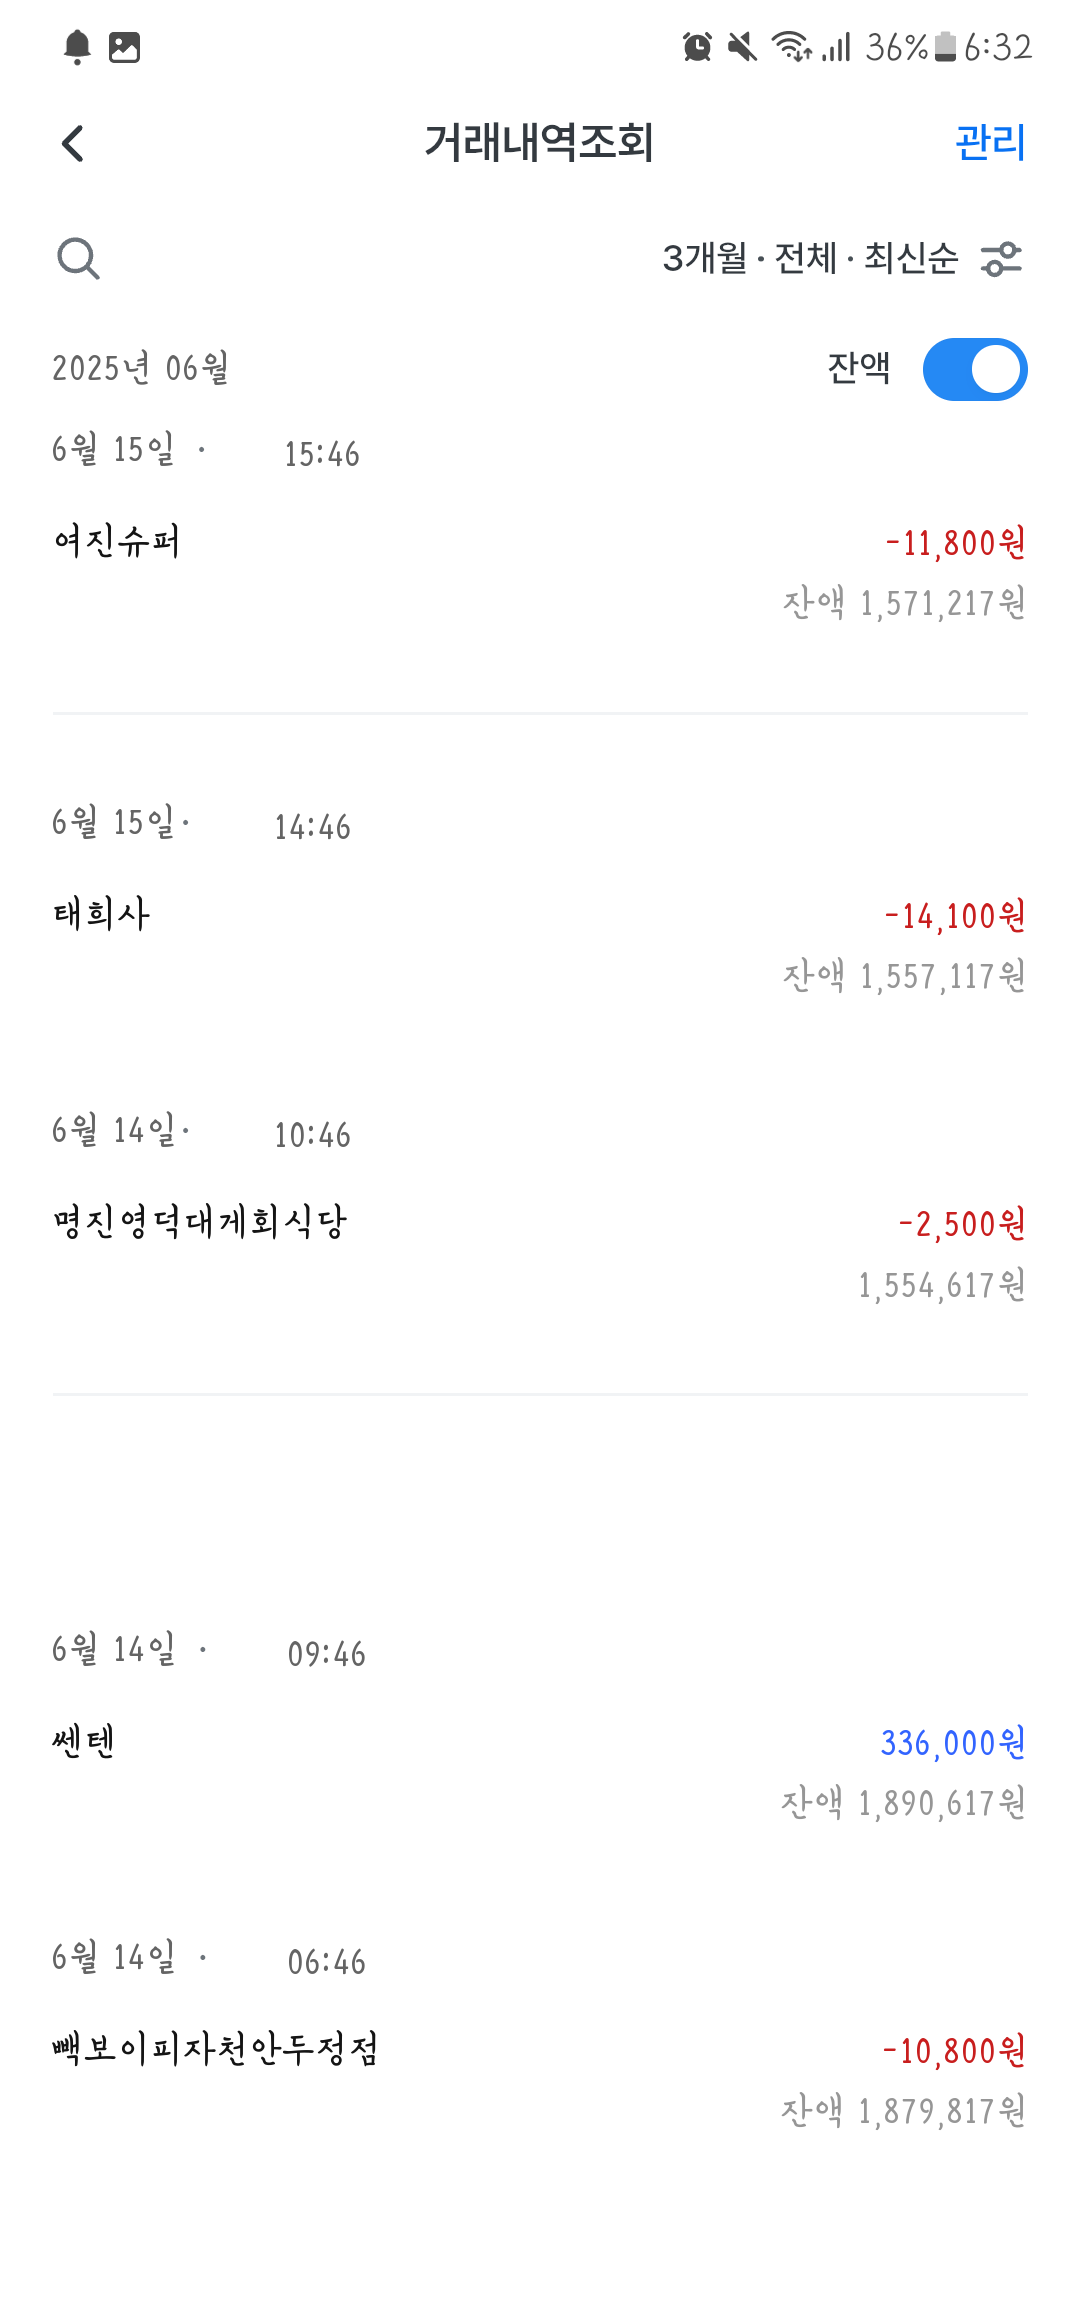 36% 6:32
거래내역조회 관리
3개월 · 전체 · 최신순
2025년 06월 잔액
6월 15일 · 15:46
여진슈퍼 -11,800원
잔액 1,571,217원
6월 15일· 14:46
태희사 -14,100원
잔액 1,557,117원
6월 14일· 10:46
명진영덕대게회식당 -2,500원
1,554,617원
6월 14일 · 09:46
쎈텐 336,000원
잔액 1,890,617원
6월 14일 · 06:46
빽보이피자천안두정점 -10,800원
잔액 1,879,817원